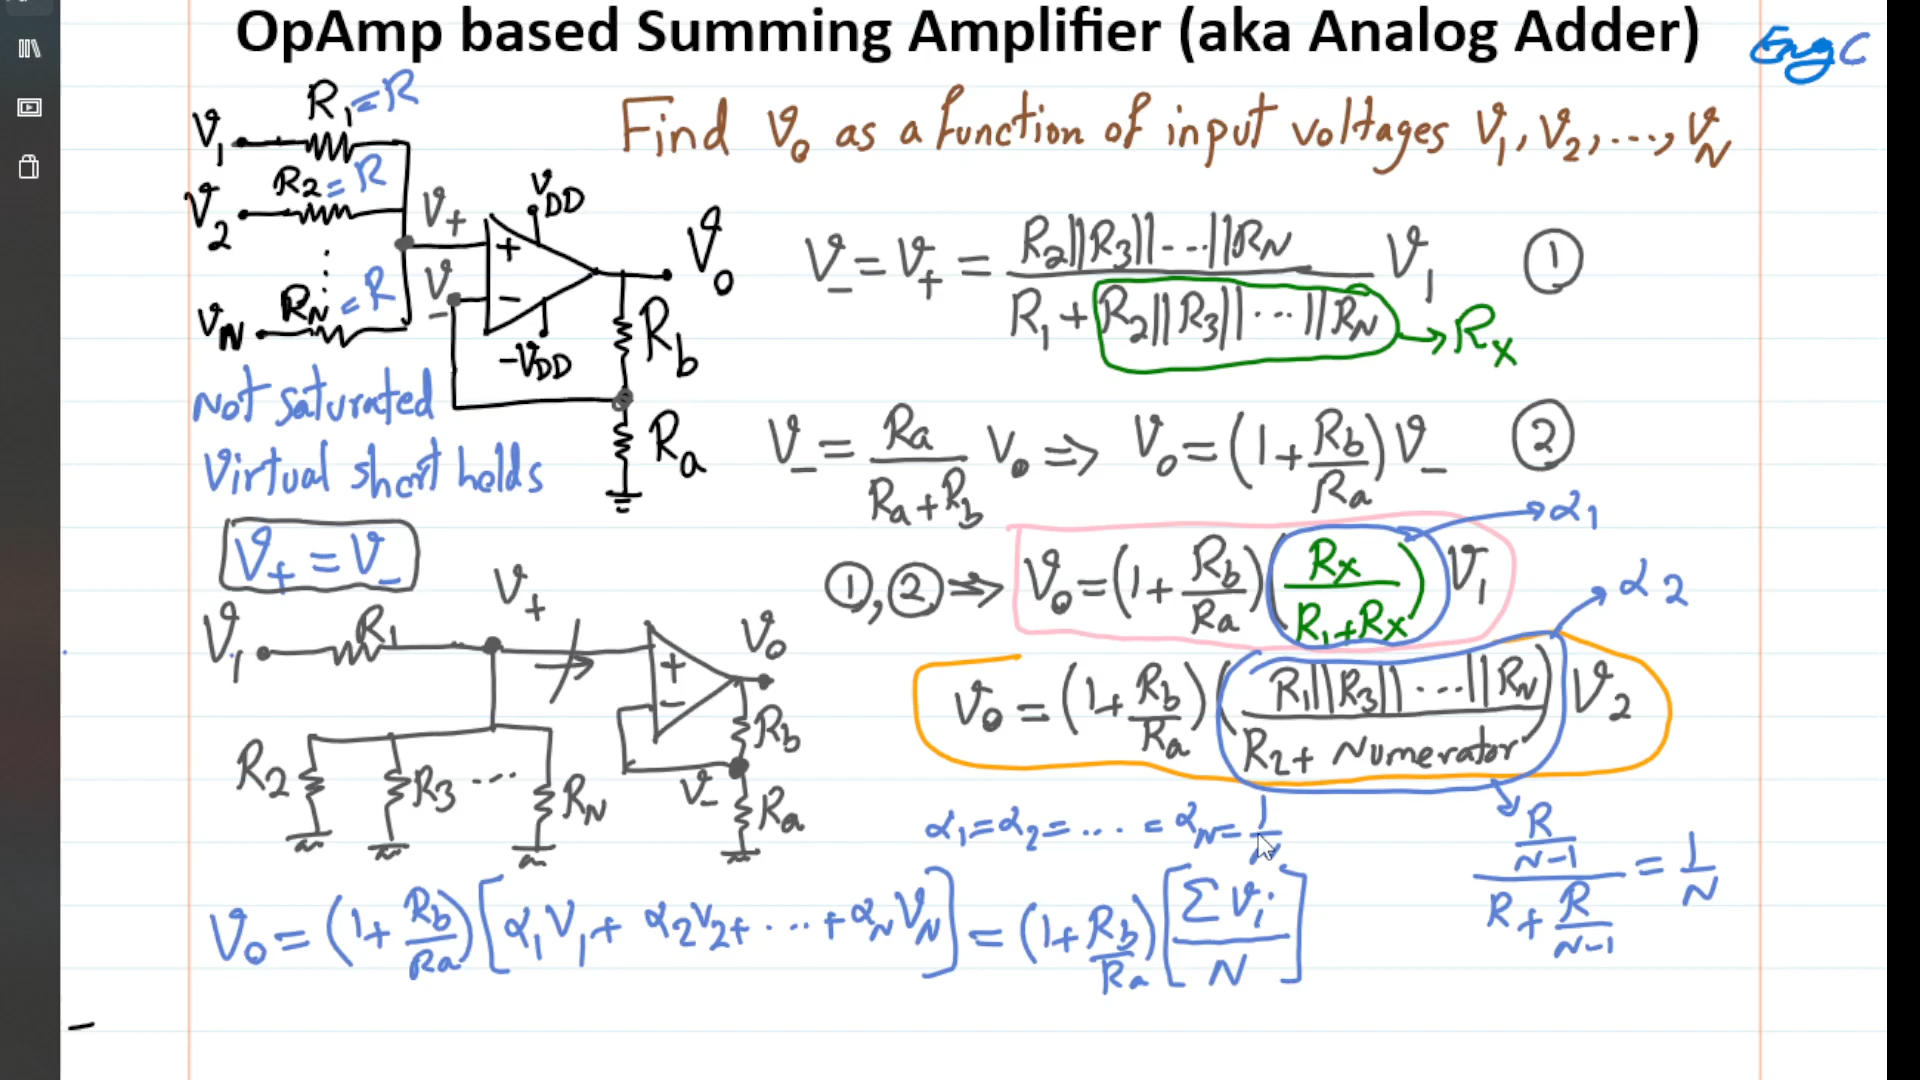 OpAmp based Summing Amplifier (aka Analog Adder)
EngC
Find V₀ as a function of input voltages V₁, V₂, ..., V_N
V₁ R₁ = R
V₂ R₂ = R
⋮
V_N R_N = R
V₊
V₋
+
−
V_DD
−V_DD
V₀
R_b
R_a
Not saturated
Virtual short holds
V₊ = V₋
V₋ = V₊ = (R₂||R₃||...||R_N) / (R₁ + R₂||R₃||...||R_N) V₁ ①
→ Rₓ
V₋ = R_a / (R_a + R_b) V₀ ⇒ V₀ = (1 + R_b/R_a) V₋ ②
①,② ⇒ V₀ = (1 + R_b/R_a) (Rₓ / (R₁ + Rₓ)) V₁
→ α₁
V₀ = (1 + R_b/R_a) ((R₁||R₃||...||R_N) / (R₂ + Numerator)) V₂
→ α₂
V₁ R₁ V₊
+
−
V₀
R_b
V₋
R_a
R₂ R₃ ... R_N
α₁ = α₂ = ... = α_N = 1/N
(R/(N−1)) / (R + R/(N−1)) = 1/N
V₀ = (1 + R_b/R_a) [α₁V₁ + α₂V₂ + ... + α_N V_N] = (1 + R_b/R_a) [Σ Vᵢ / N]